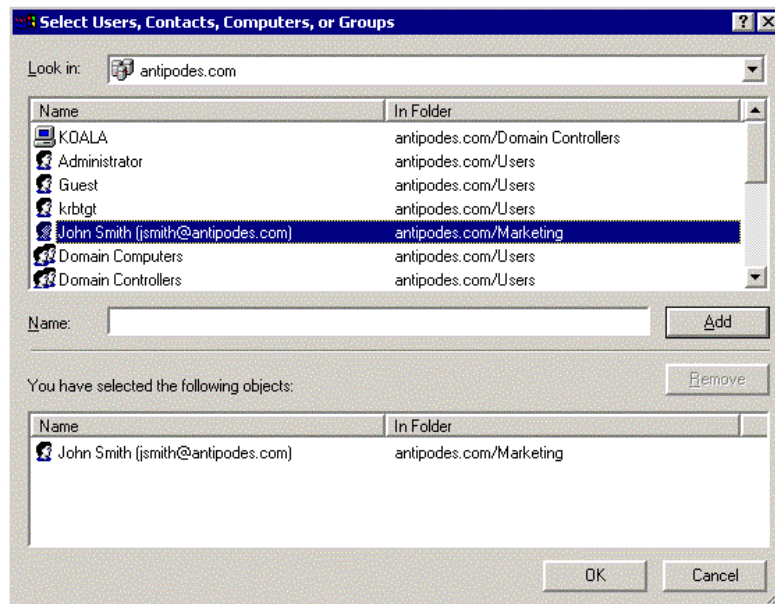 Select Users, Contacts, Computers, or Groups
Look in: antipodes.com
Name In Folder
KOALA antipodes.com/Domain Controllers
Administrator antipodes.com/Users
Guest antipodes.com/Users
krbtgt antipodes.com/Users
John Smith (jsmith@antipodes.com) antipodes.com/Marketing
Domain Computers antipodes.com/Users
Domain Controllers antipodes.com/Users
Name: Add
Remove
You have selected the following objects:
Name In Folder
John Smith (jsmith@antipodes.com) antipodes.com/Marketing
OK Cancel